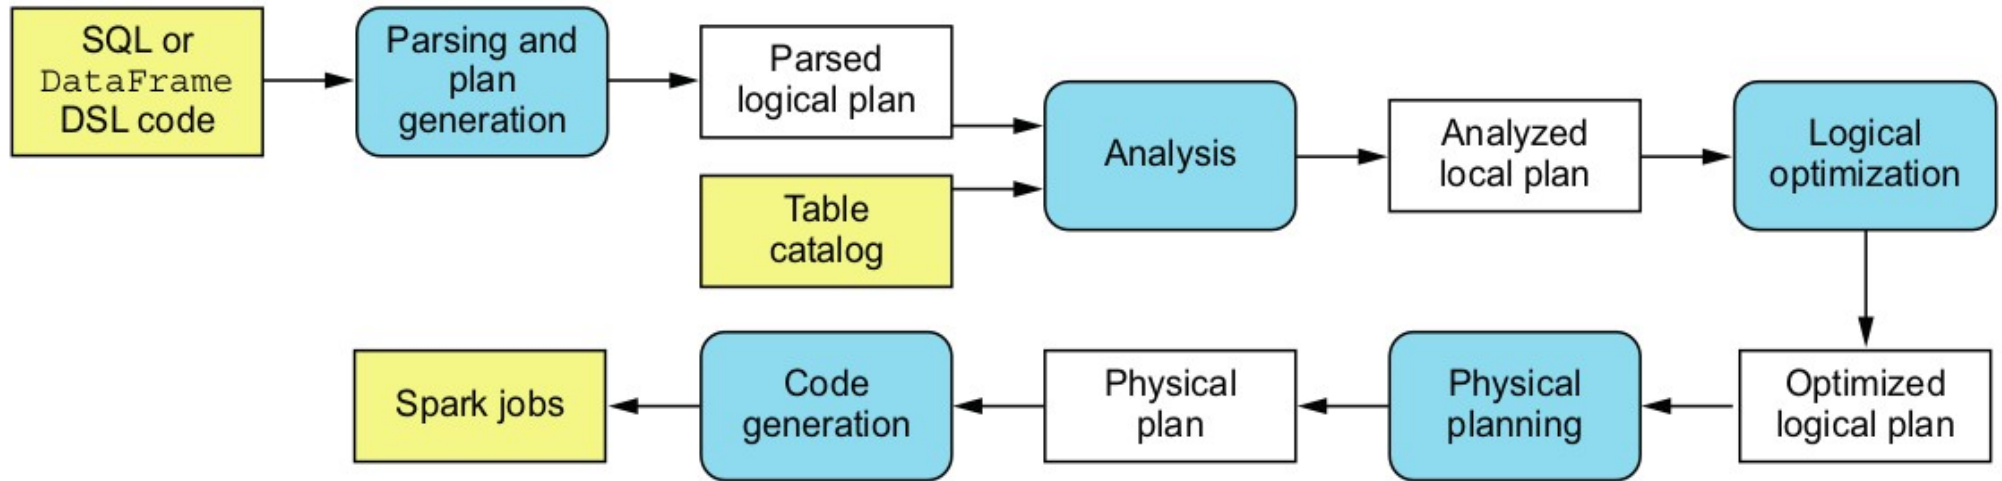 SQL or
DataFrame
DSL code
Parsing and
plan
generation
Parsed
logical plan
Table
catalog
Analysis
Analyzed
local plan
Logical
optimization
Spark jobs
Code
generation
Physical
plan
Physical
planning
Optimized
logical plan